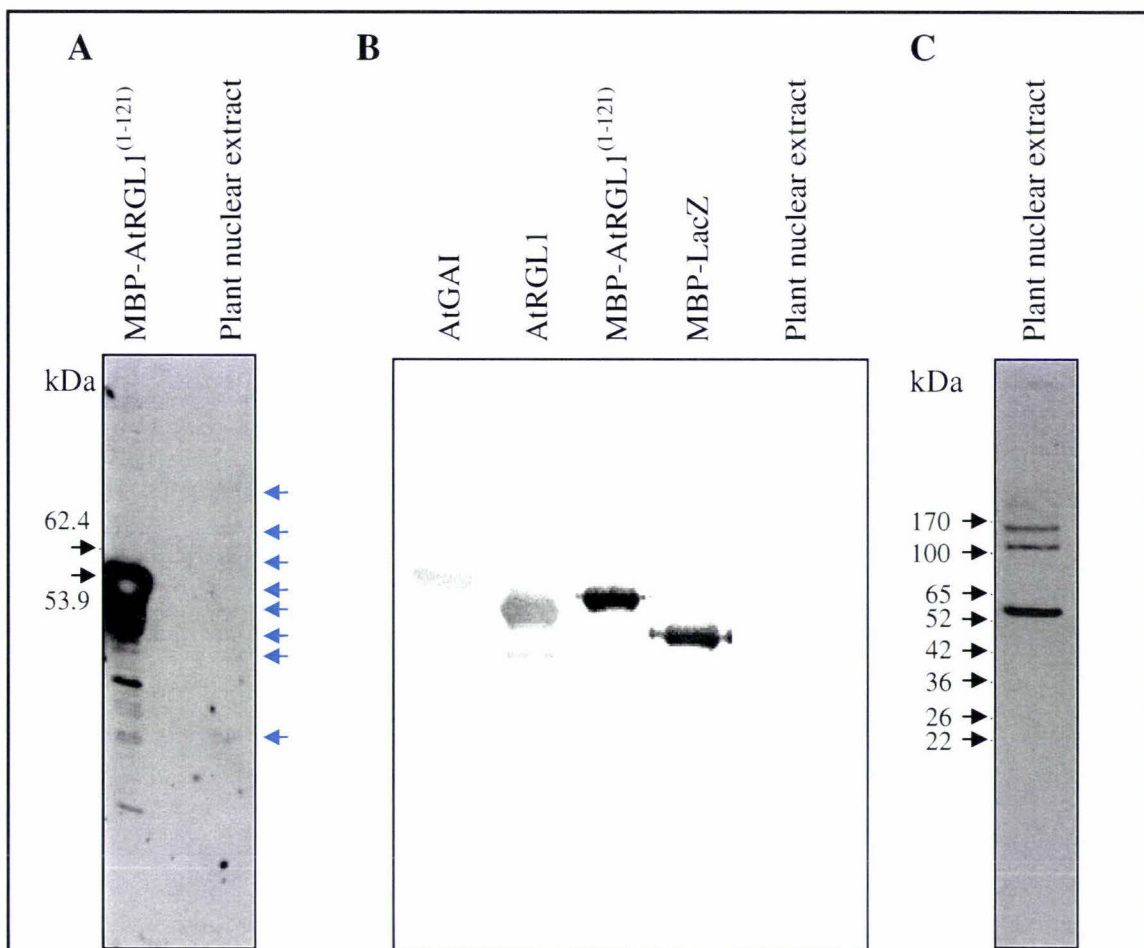 A
B
C
MBP-AtRGL1(1-121)
Plant nuclear extract
AtGAI
AtRGL1
MBP-AtRGL1(1-121)
MBP-LacZ
Plant nuclear extract
Plant nuclear extract
kDa
62.4
53.9
kDa
170
100
65
52
42
36
26
22